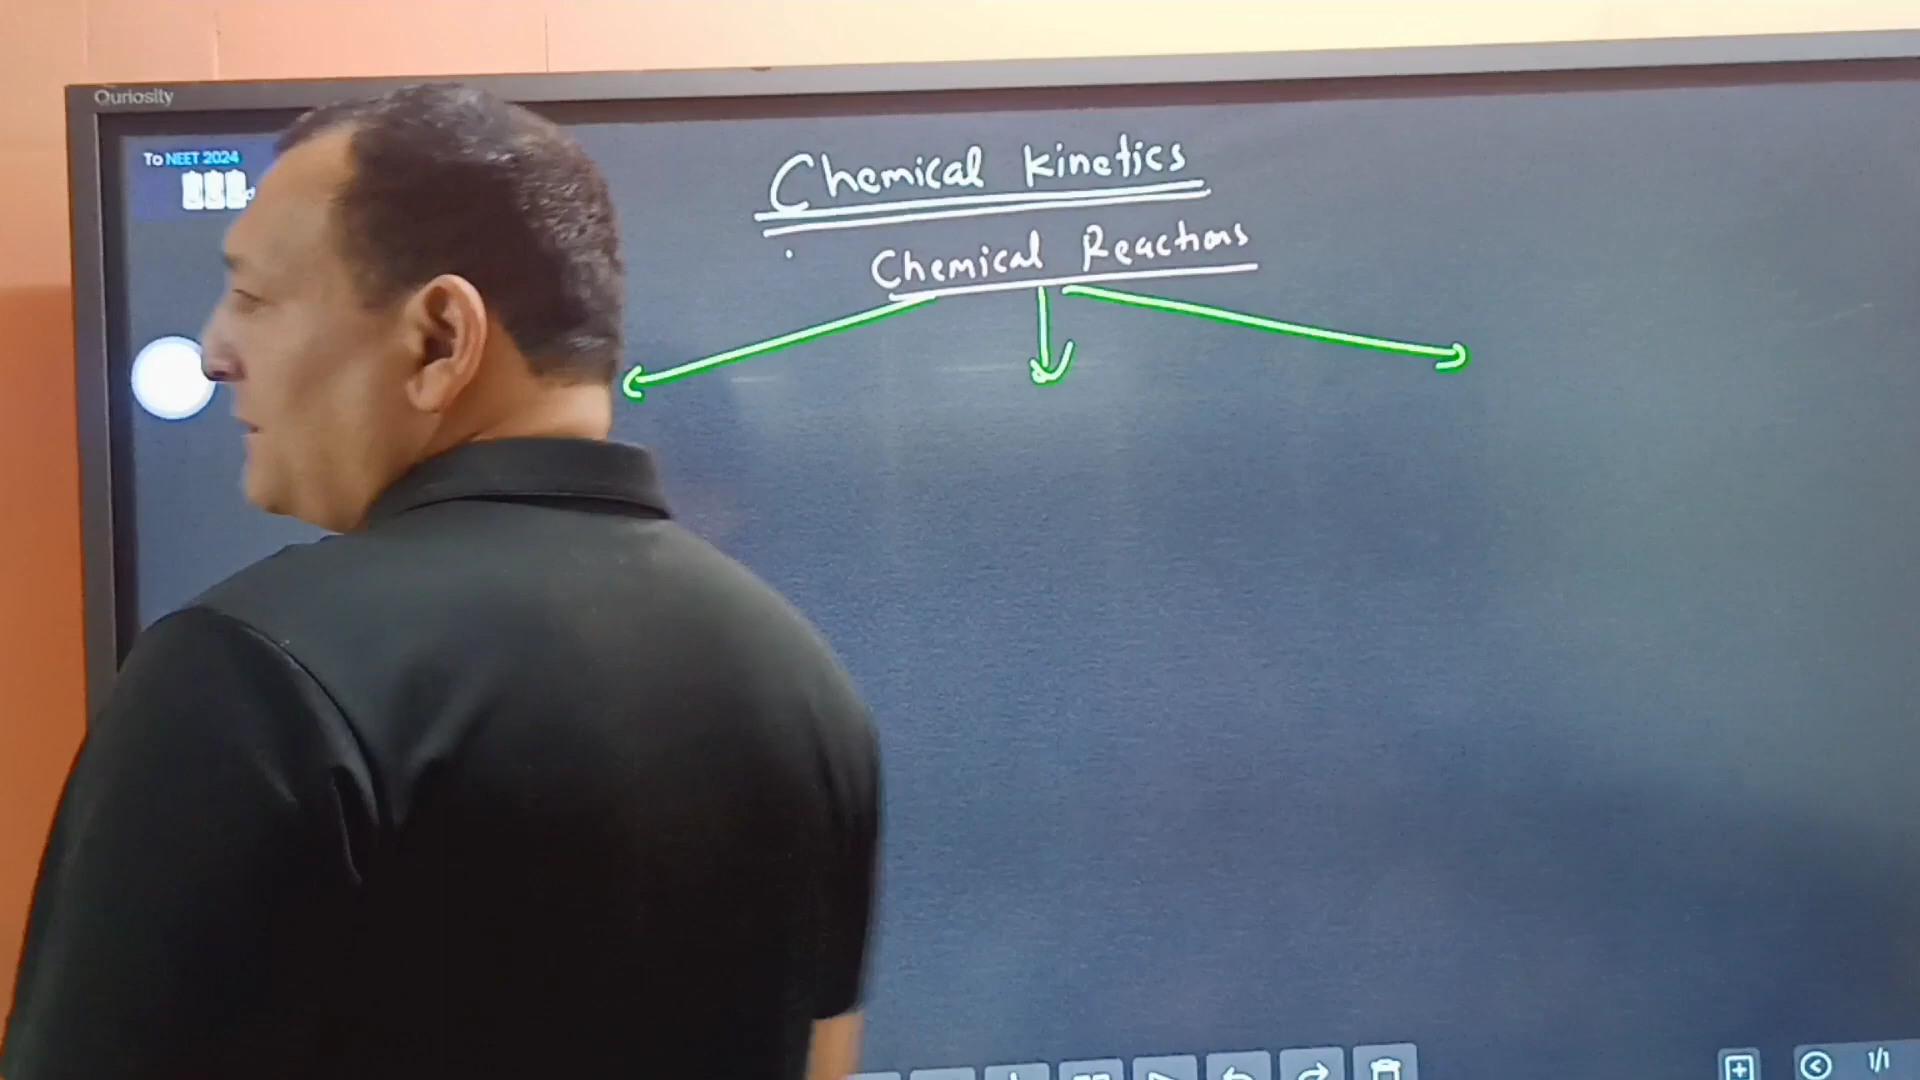 Quriosity
To NEET 2024
Chemical Kinetics
Chemical Reactions
1/1